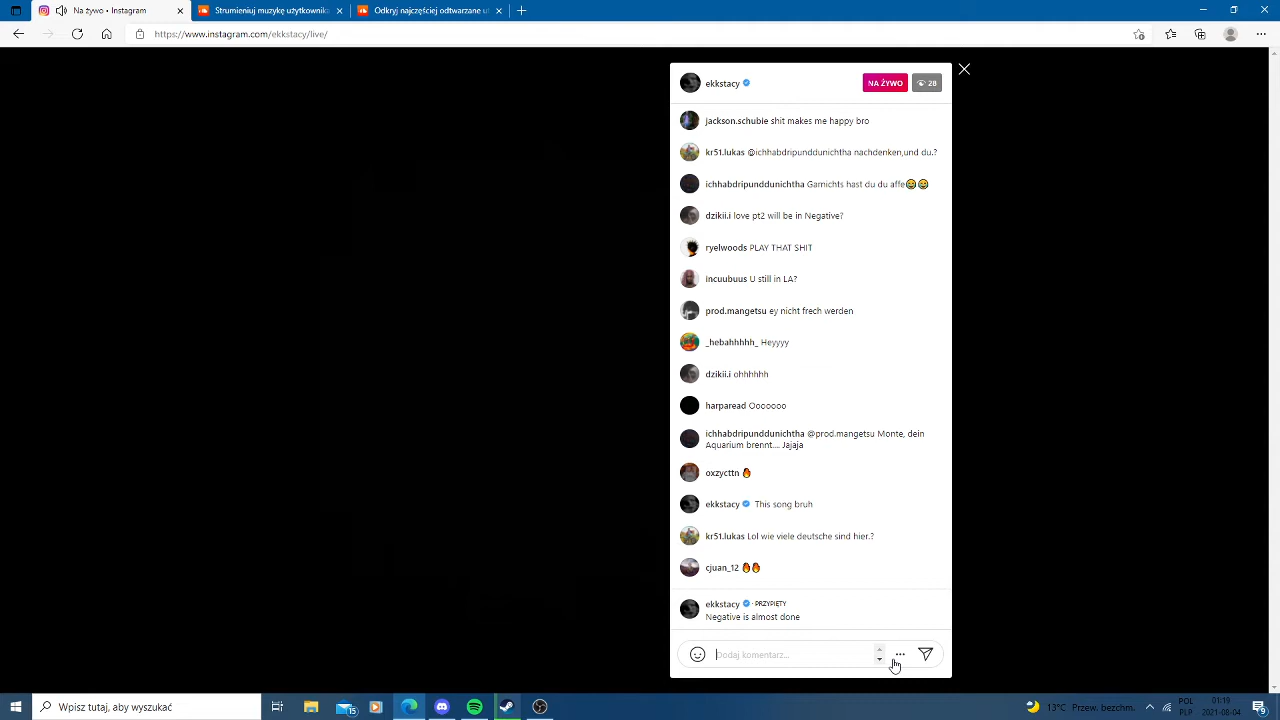 Na żywo • Instagram
Strumieniuj muzykę użytkownika
Odkryj najczęściej odtwarzane ut
https://www.instagram.com/ekkstacy/live/
ekkstacy
NA ŻYWO
28
jackson.schubie shit makes me happy bro
kr51.lukas @ichhabdripunddunichtha nachdenken,und du.?
ichhabdripunddunichtha Garnichts hast du du affe😂😂
dzikii.i love pt2 will be in Negative?
ryelwoods PLAY THAT SHIT
incuubuus U still in LA?
prod.mangetsu ey nicht frech werden
_hebahhhhh_ Heyyyy
dzikii.i ohhhhhh
harparead Ooooooo
ichhabdripunddunichtha @prod.mangetsu Monte, dein
Aquarium brennt.... Jajaja
oxzycttn 🔥
ekkstacy This song bruh
kr51.lukas Lol wie viele deutsche sind hier.?
cjuan_12 🔥🔥
ekkstacy • PRZYPIĘTY
Negative is almost done
Dodaj komentarz...
Wpisz tutaj, aby wyszukać
13°C Przew. bezchm.
POL
PLP
01:19
2021-08-04